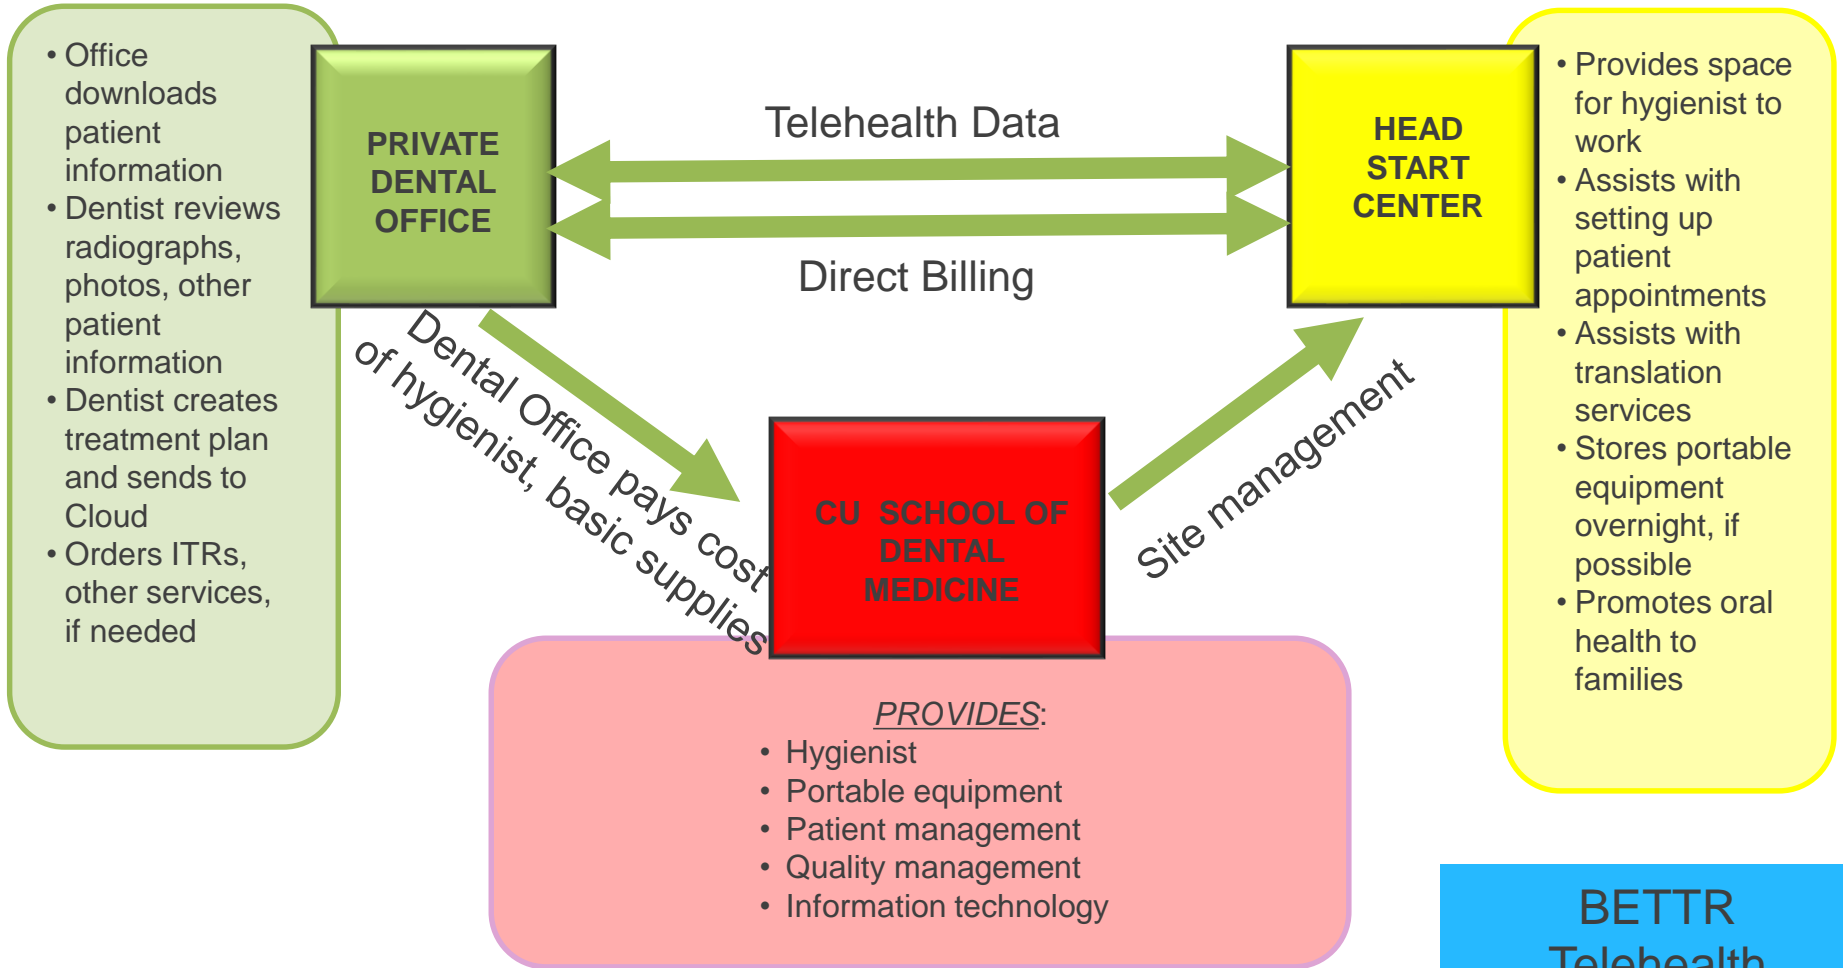 • Office
downloads
patient
information
• Dentist reviews
radiographs,
photos, other
patient
information
• Dentist creates
treatment plan
and sends to
Cloud
• Orders ITRs,
other services,
if needed
PRIVATE
DENTAL
OFFICE
Telehealth Data
Direct Billing
HEAD
START
CENTER
• Provides space
for hygienist to
work
• Assists with
setting up
patient
appointments
• Assists with
translation
services
• Stores portable
equipment
overnight, if
possible
• Promotes oral
health to
families
Dental Office pays cost
of hygienist, basic supplies
Site management
CU SCHOOL OF
DENTAL
MEDICINE
PROVIDES:
• Hygienist
• Portable equipment
• Patient management
• Quality management
• Information technology
BETTR
Telehealth